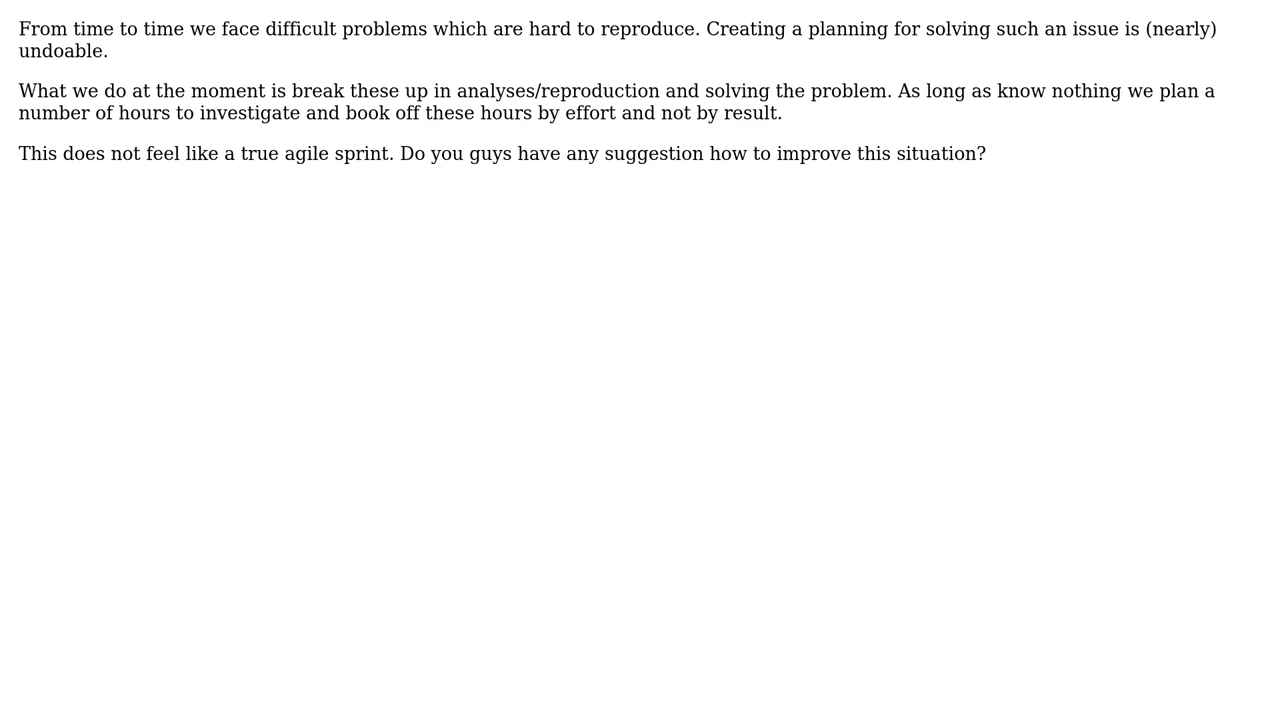 From time to time we face difficult problems which are hard to reproduce. Creating a planning for solving such an issue is (nearly)
undoable.
What we do at the moment is break these up in analyses/reproduction and solving the problem. As long as know nothing we plan a
number of hours to investigate and book off these hours by effort and not by result.
This does not feel like a true agile sprint. Do you guys have any suggestion how to improve this situation?